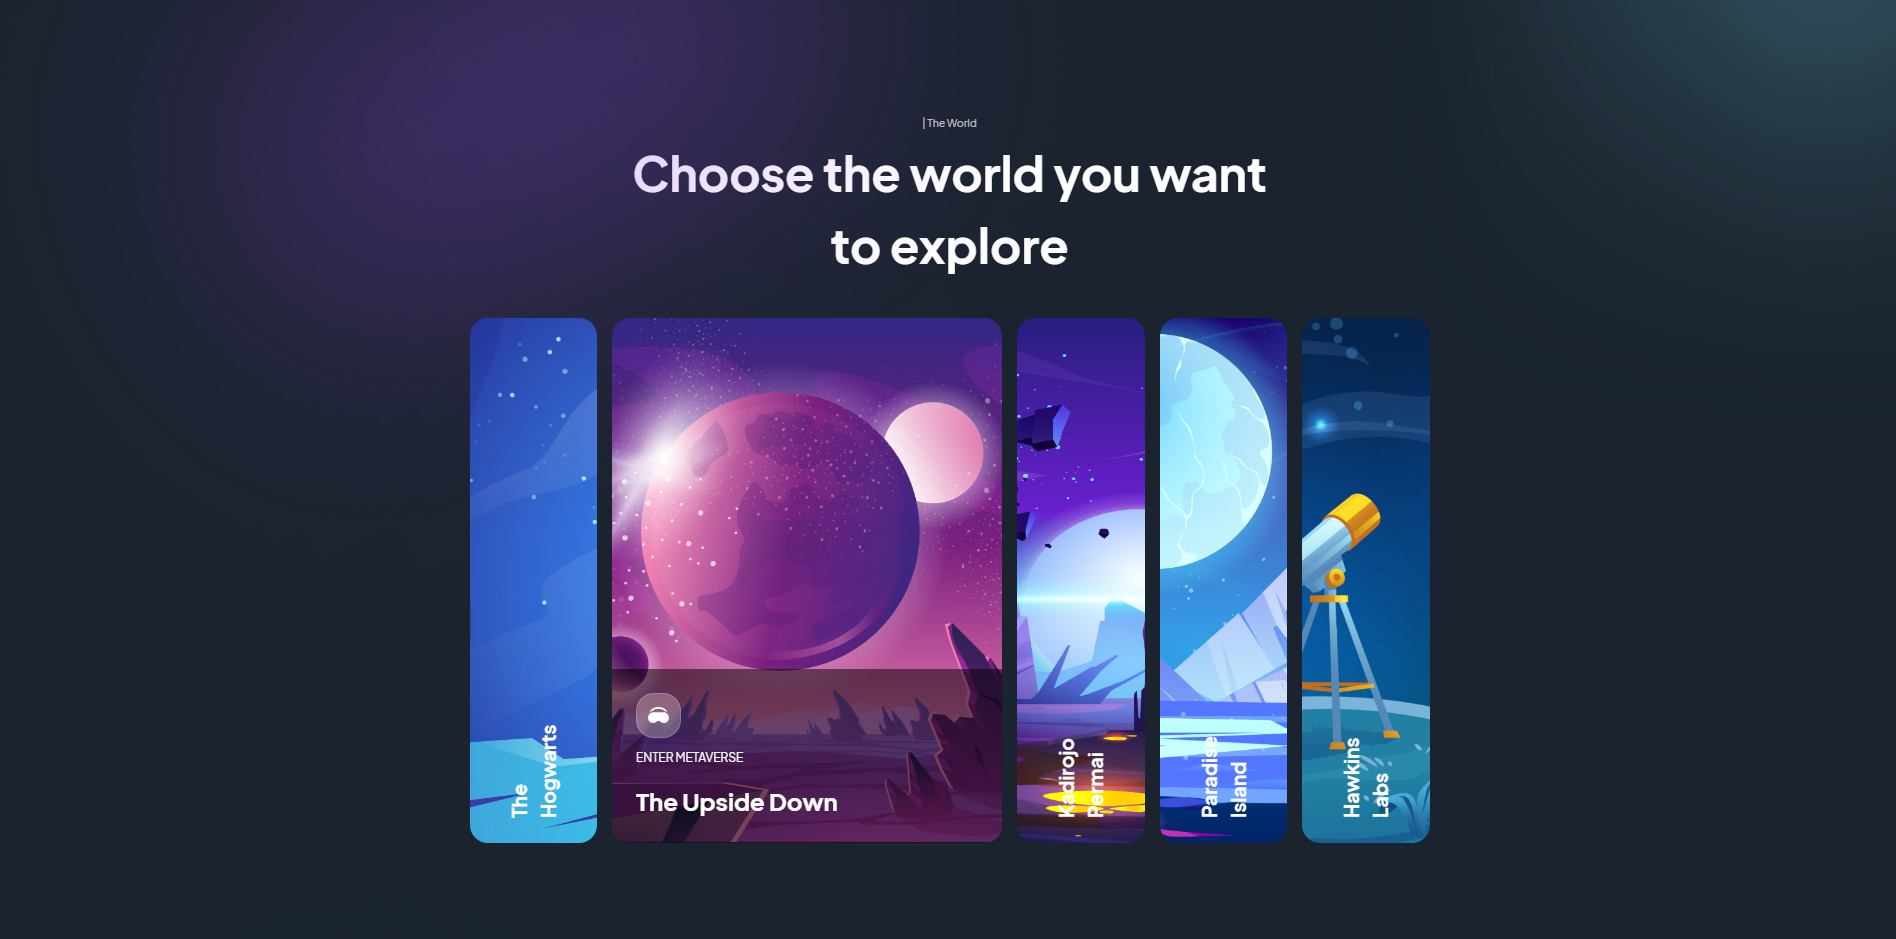 | The World
Choose the world you want
to explore
The
Hogwarts
ENTER METAVERSE
The Upside Down
Kadirojo
Permai
Paradise
Island
Hawkins
Labs